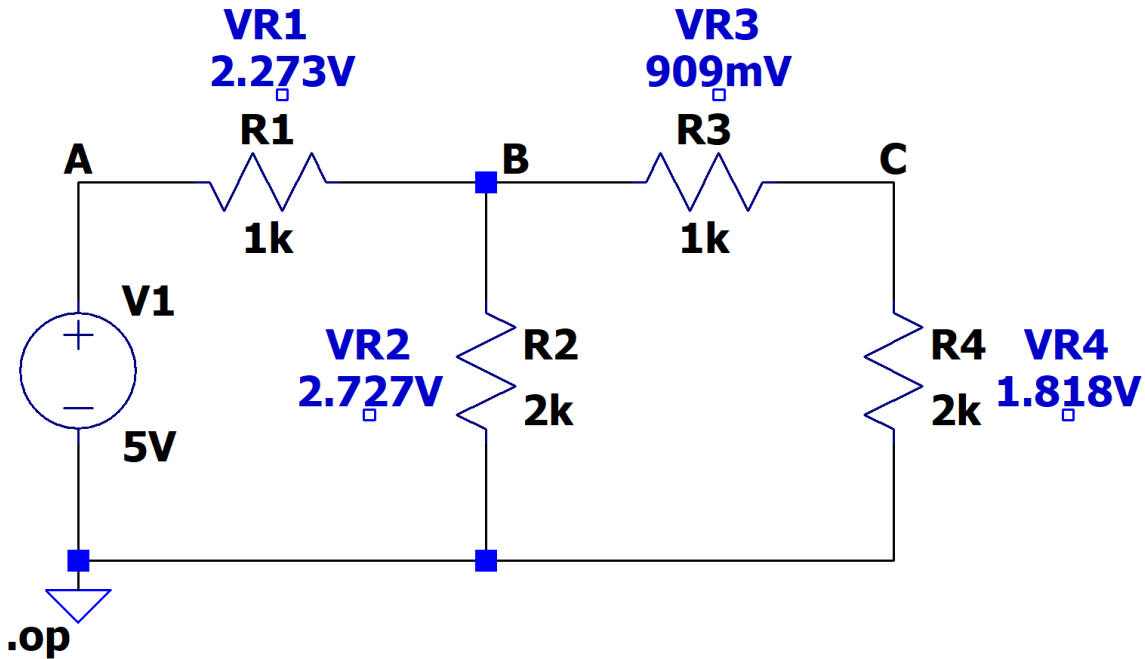 VR1
2.273V
R1
1k
VR3
909mV
R3
1k
A
B
C
V1
5V
VR2
2.727V
R2
2k
R4
2k
VR4
1.818V
.op